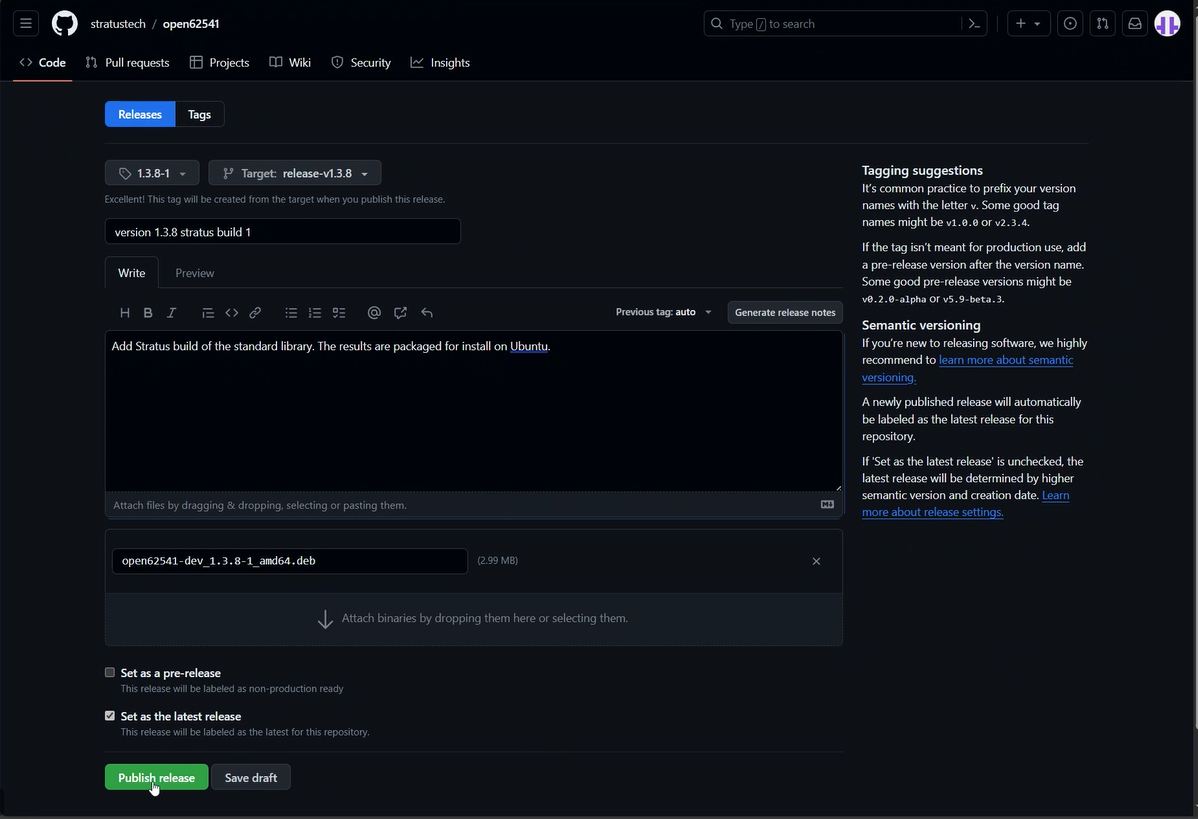 stratustech / open62541
Type / to search
Code Pull requests Projects Wiki Security Insights
Releases Tags
1.3.8-1 Target: release-v1.3.8
Excellent! This tag will be created from the target when you publish this release.
version 1.3.8 stratus build 1
Write Preview
H B I Previous tag: auto Generate release notes
Add Stratus build of the standard library. The results are packaged for install on Ubuntu.
Attach files by dragging & dropping, selecting or pasting them.
open62541-dev_1.3.8-1_amd64.deb (2.99 MB)
Attach binaries by dropping them here or selecting them.
Set as a pre-release
This release will be labeled as non-production ready
Set as the latest release
This release will be labeled as the latest for this repository.
Publish release Save draft
Tagging suggestions
It's common practice to prefix your version
names with the letter v. Some good tag
names might be v1.0.0 or v2.3.4.
If the tag isn't meant for production use, add
a pre-release version after the version name.
Some good pre-release versions might be
v0.2.0-alpha or v5.9-beta.3.
Semantic versioning
If you're new to releasing software, we highly
recommend to learn more about semantic
versioning.
A newly published release will automatically
be labeled as the latest release for this
repository.
If 'Set as the latest release' is unchecked, the
latest release will be determined by higher
semantic version and creation date. Learn
more about release settings.